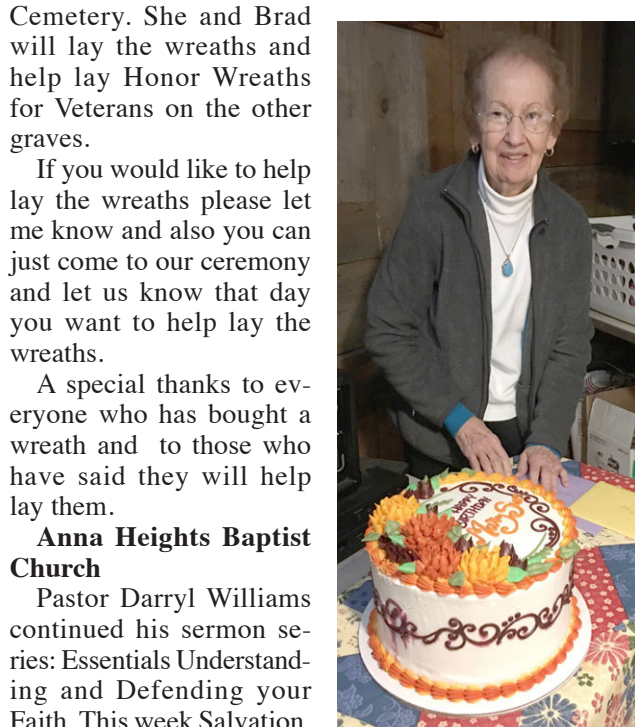 Cemetery. She and Brad
will lay the wreaths and
help lay Honor Wreaths
for Veterans on the other
graves.
If you would like to help
lay the wreaths please let
me know and also you can
just come to our ceremony
and let us know that day
you want to help lay the
wreaths.
A special thanks to ev-
eryone who has bought a
wreath and to those who
have said they will help
lay them.
Anna Heights Baptist
Church
Pastor Darryl Williams
continued his sermon se-
ries: Essentials Understand-
ing and Defending your
Faith. This week Salvation
HAPPY
BIRTHDAY